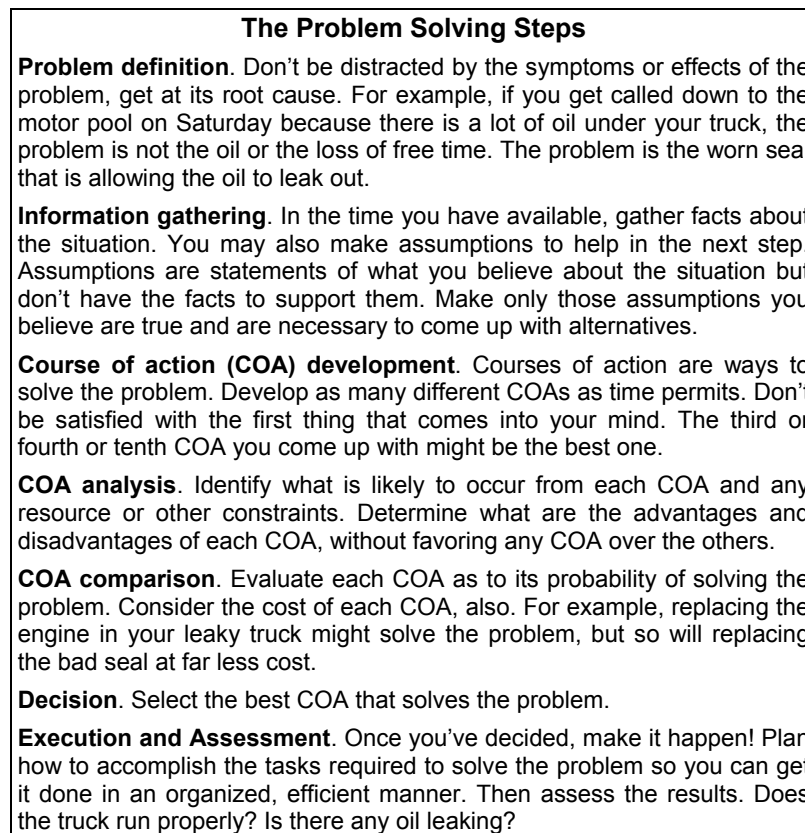 The Problem Solving Steps
Problem definition. Don't be distracted by the symptoms or effects of the
problem, get at its root cause. For example, if you get called down to the
motor pool on Saturday because there is a lot of oil under your truck, the
problem is not the oil or the loss of free time. The problem is the worn seal
that is allowing the oil to leak out.
Information gathering. In the time you have available, gather facts about
the situation. You may also make assumptions to help in the next step.
Assumptions are statements of what you believe about the situation but
don't have the facts to support them. Make only those assumptions you
believe are true and are necessary to come up with alternatives.
Course of action (COA) development. Courses of action are ways to
solve the problem. Develop as many different COAs as time permits. Don't
be satisfied with the first thing that comes into your mind. The third or
fourth or tenth COA you come up with might be the best one.
COA analysis. Identify what is likely to occur from each COA and any
resource or other constraints. Determine what are the advantages and
disadvantages of each COA, without favoring any COA over the others.
COA comparison. Evaluate each COA as to its probability of solving the
problem. Consider the cost of each COA, also. For example, replacing the
engine in your leaky truck might solve the problem, but so will replacing
the bad seal at far less cost.
Decision. Select the best COA that solves the problem.
Execution and Assessment. Once you've decided, make it happen! Plan
how to accomplish the tasks required to solve the problem so you can get
it done in an organized, efficient manner. Then assess the results. Does
the truck run properly? Is there any oil leaking?